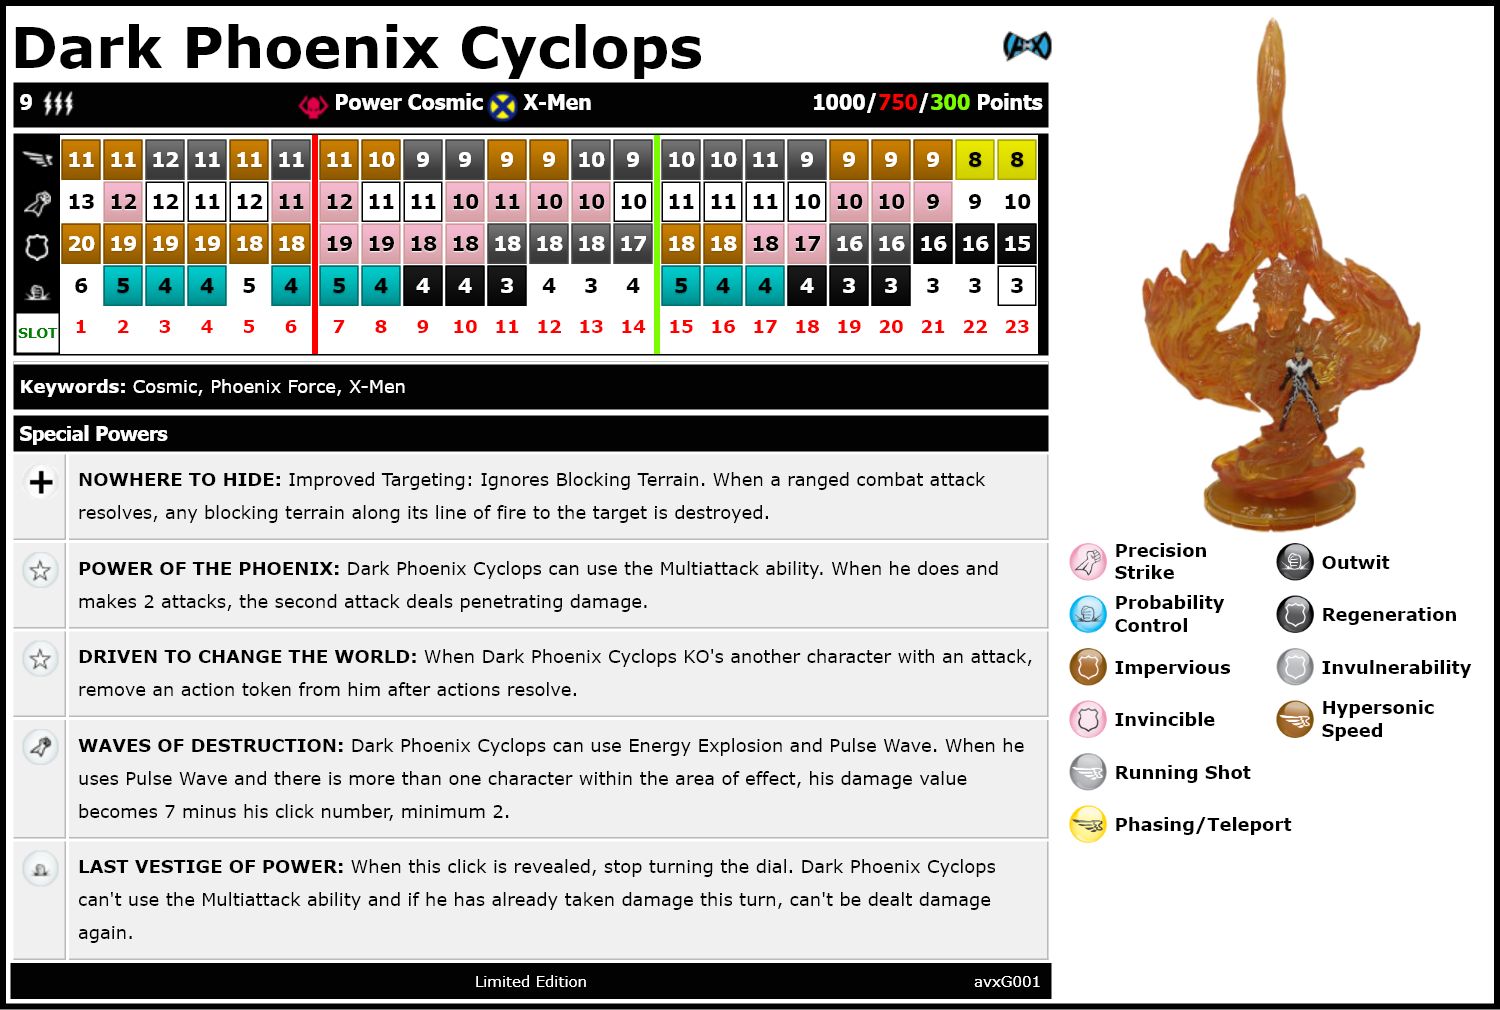 Dark Phoenix Cyclops
9 Power Cosmic X-Men 1000/750/300 Points
11 11 12 11 11 11 11 10 9 9 9 9 10 9 10 10 11 9 9 9 9 8 8
13 12 12 11 12 11 12 11 11 10 11 10 10 10 11 11 11 10 10 10 9 9 10
20 19 19 19 18 18 19 19 18 18 18 18 18 17 18 18 18 17 16 16 16 16 15
6 5 4 4 5 4 5 4 4 4 3 4 3 4 5 4 4 4 3 3 3 3 3
SLOT 1 2 3 4 5 6 7 8 9 10 11 12 13 14 15 16 17 18 19 20 21 22 23
Keywords: Cosmic, Phoenix Force, X-Men
Special Powers
NOWHERE TO HIDE: Improved Targeting: Ignores Blocking Terrain. When a ranged combat attack
resolves, any blocking terrain along its line of fire to the target is destroyed.
POWER OF THE PHOENIX: Dark Phoenix Cyclops can use the Multiattack ability. When he does and
makes 2 attacks, the second attack deals penetrating damage.
DRIVEN TO CHANGE THE WORLD: When Dark Phoenix Cyclops KO's another character with an attack,
remove an action token from him after actions resolve.
WAVES OF DESTRUCTION: Dark Phoenix Cyclops can use Energy Explosion and Pulse Wave. When he
uses Pulse Wave and there is more than one character within the area of effect, his damage value
becomes 7 minus his click number, minimum 2.
LAST VESTIGE OF POWER: When this click is revealed, stop turning the dial. Dark Phoenix Cyclops
can't use the Multiattack ability and if he has already taken damage this turn, can't be dealt damage
again.
Limited Edition avxG001
Precision
Strike
Outwit
Probability
Control
Regeneration
Impervious
Invulnerability
Invincible
Hypersonic
Speed
Running Shot
Phasing/Teleport